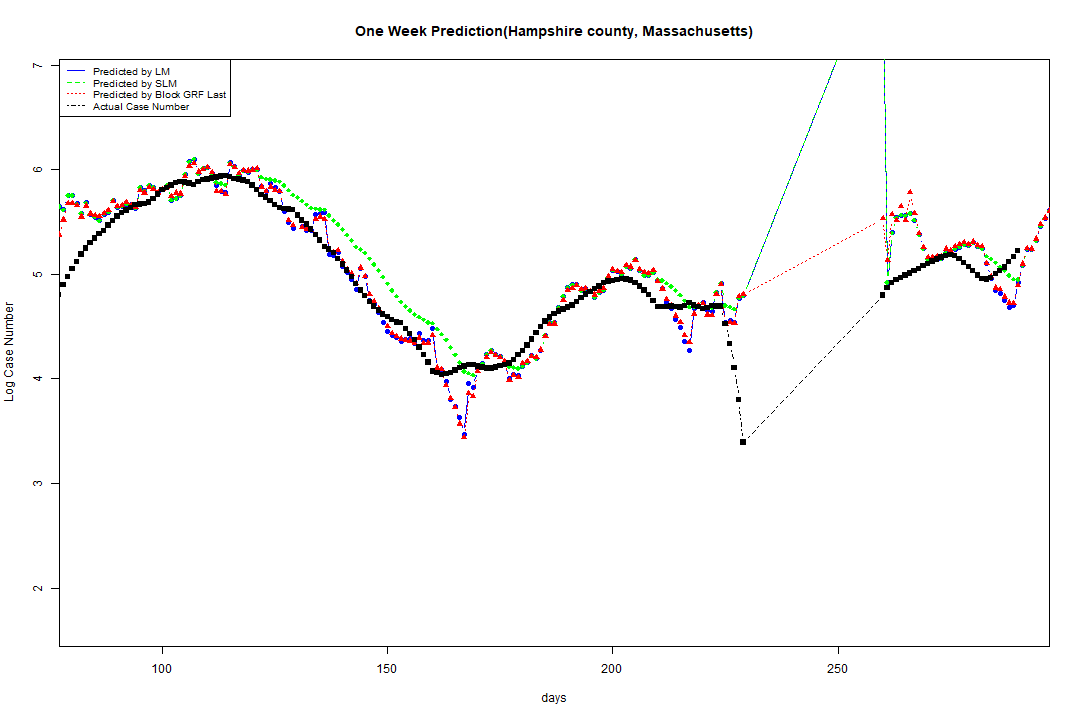 One Week Prediction(Hampshire county, Massachusetts)
Predicted by LM
Predicted by SLM
Predicted by Block GRF Last
Actual Case Number
7
6
5
4
3
2
Log Case Number
100 150 200 250
days